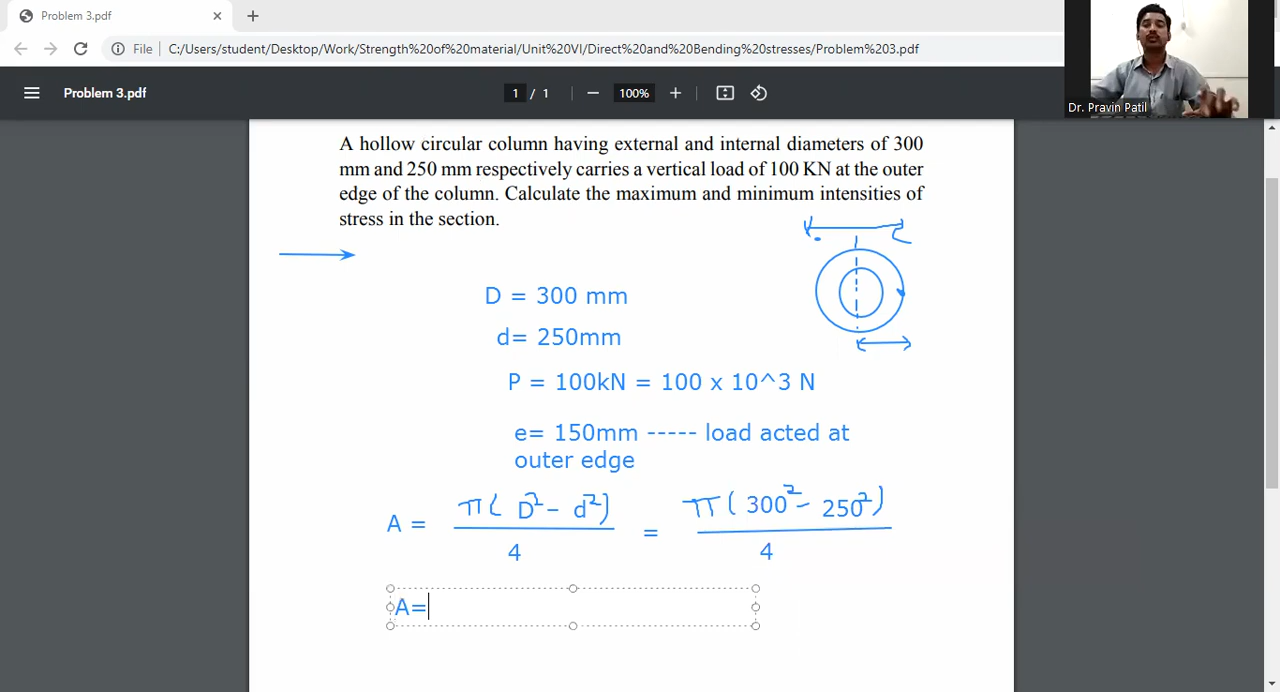 Problem 3.pdf
File
C:/Users/student/Desktop/Work/Strength%20of%20material/Unit%20VI/Direct%20and%20Bending%20stresses/Problem%203.pdf
Problem 3.pdf
1 / 1
100%
Dr. Pravin Patil
A hollow circular column having external and internal diameters of 300
mm and 250 mm respectively carries a vertical load of 100 KN at the outer
edge of the column. Calculate the maximum and minimum intensities of
stress in the section.
D = 300 mm
d= 250mm
P = 100kN = 100 x 10^3 N
e= 150mm ----- load acted at
outer edge
A = π(D²- d²)/4 = π(300²- 250²)/4
A=